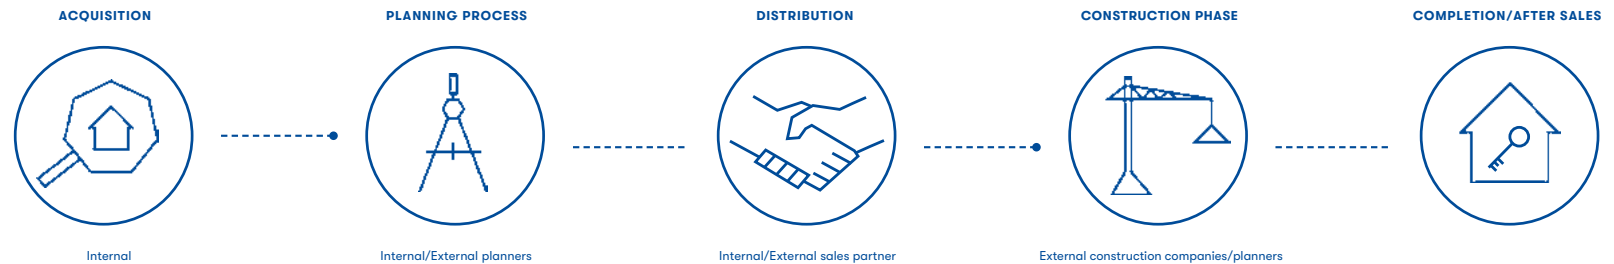 ACQUISITION
PLANNING PROCESS
DISTRIBUTION
CONSTRUCTION PHASE
COMPLETION/AFTER SALES
Internal
Internal/External planners
Internal/External sales partner
External construction companies/planners